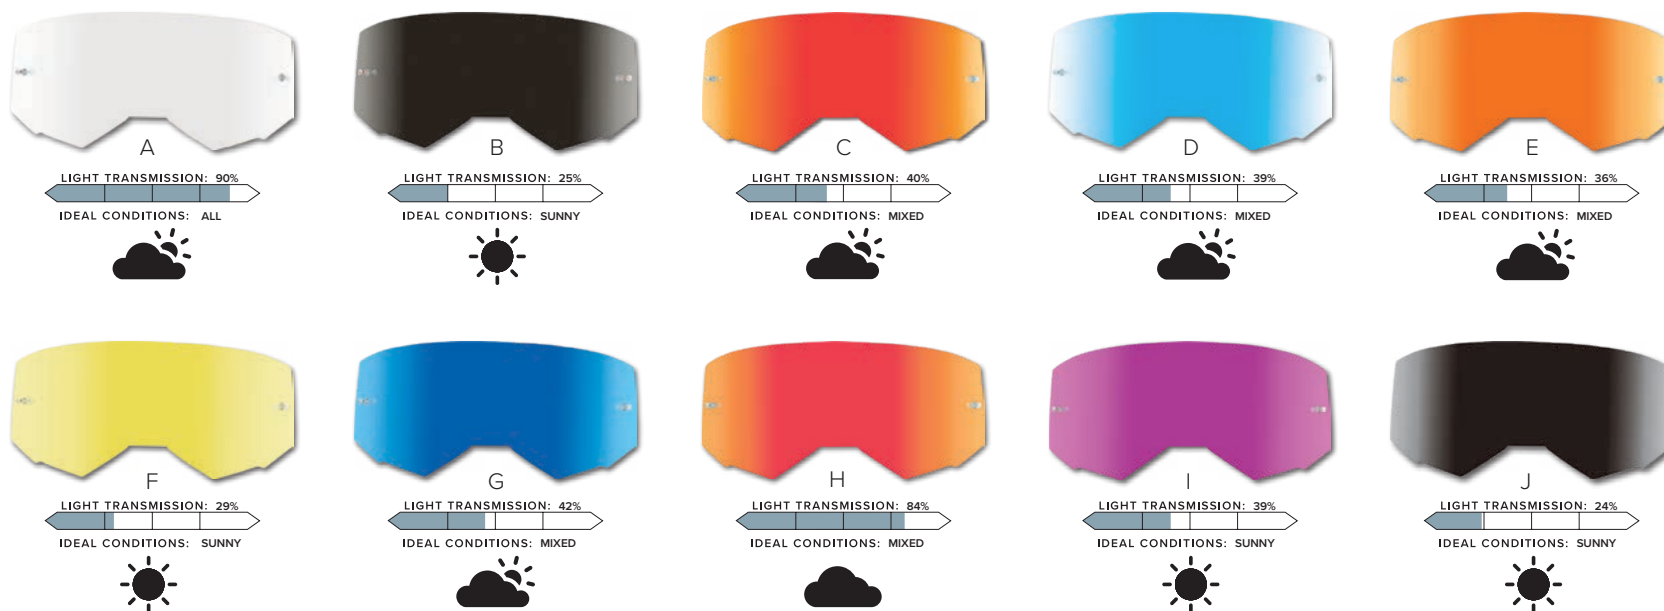 A
LIGHT TRANSMISSION: 90%
IDEAL CONDITIONS: ALL
B
LIGHT TRANSMISSION: 25%
IDEAL CONDITIONS: SUNNY
C
LIGHT TRANSMISSION: 40%
IDEAL CONDITIONS: MIXED
D
LIGHT TRANSMISSION: 39%
IDEAL CONDITIONS: MIXED
E
LIGHT TRANSMISSION: 36%
IDEAL CONDITIONS: MIXED
F
LIGHT TRANSMISSION: 29%
IDEAL CONDITIONS: SUNNY
G
LIGHT TRANSMISSION: 42%
IDEAL CONDITIONS: MIXED
H
LIGHT TRANSMISSION: 84%
IDEAL CONDITIONS: MIXED
I
LIGHT TRANSMISSION: 39%
IDEAL CONDITIONS: SUNNY
J
LIGHT TRANSMISSION: 24%
IDEAL CONDITIONS: SUNNY